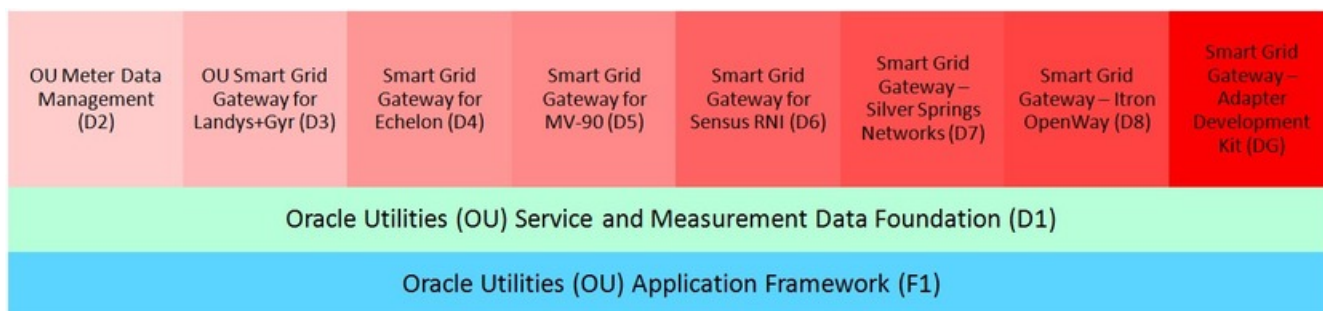 OU Meter Data
Management
(D2)
OU Smart Grid
Gateway for
Landys+Gyr (D3)
Smart Grid
Gateway for
Echelon (D4)
Smart Grid
Gateway for
MV-90 (D5)
Smart Grid
Gateway for
Sensus RNI (D6)
Smart Grid
Gateway –
Silver Springs
Networks (D7)
Smart Grid
Gateway – Itron
OpenWay (D8)
Smart Grid
Gateway –
Adapter
Development
Kit (DG)
Oracle Utilities (OU) Service and Measurement Data Foundation (D1)
Oracle Utilities (OU) Application Framework (F1)